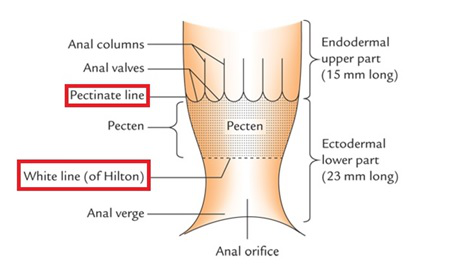 Anal columns
Anal valves
Pectinate line
Pecten
White line (of Hilton)
Anal verge
Pecten
Anal orifice
Endodermal
upper part
(15 mm long)
Ectodermal
lower part
(23 mm long)